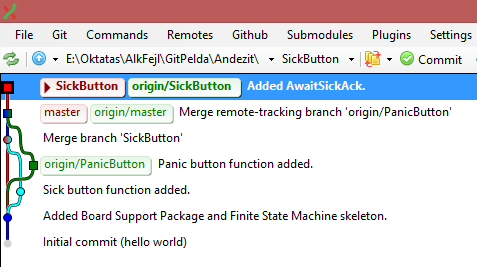 File Git Commands Remotes Github Submodules Plugins Settings
E:\Oktatas\AlkFejl\GitPelda\Andezit\ SickButton Commit
SickButton origin/SickButton Added AwaitSickAck.
master origin/master Merge remote-tracking branch 'origin/PanicButton'
Merge branch 'SickButton'
origin/PanicButton Panic button function added.
Sick button function added.
Added Board Support Package and Finite State Machine skeleton.
Initial commit (hello world)